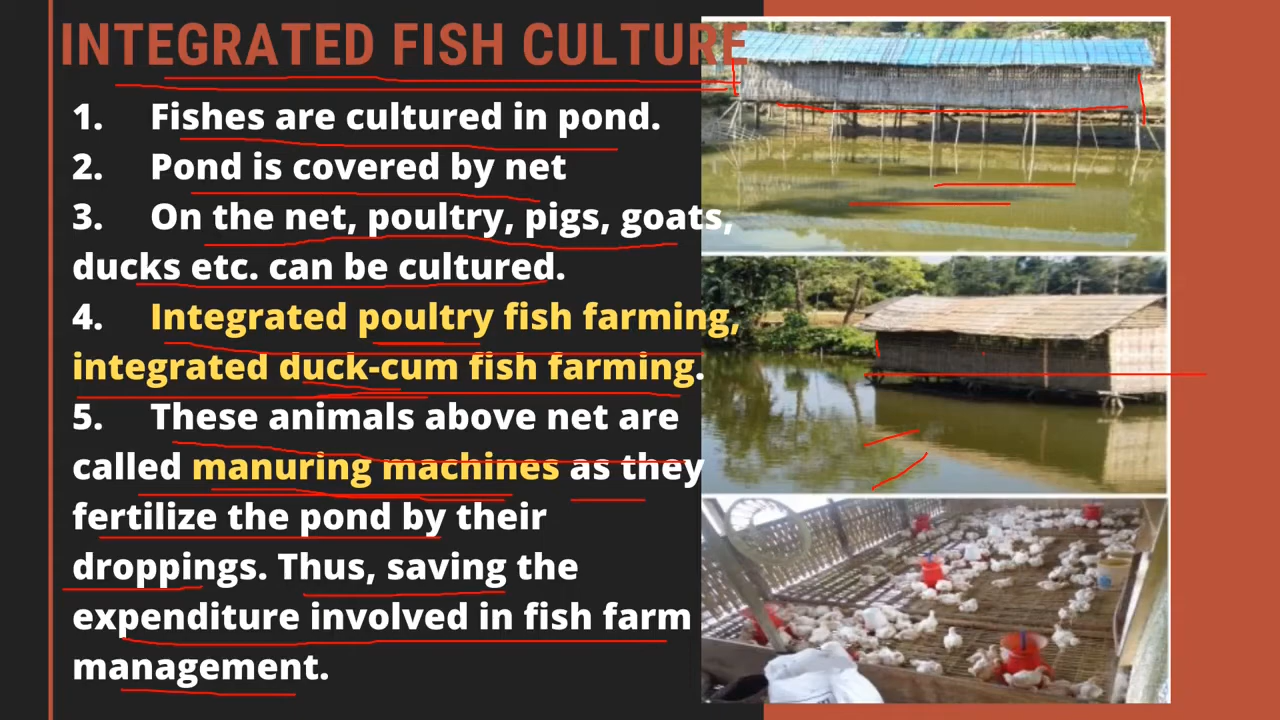 INTEGRATED FISH CULTURE
1. Fishes are cultured in pond.
2. Pond is covered by net
3. On the net, poultry, pigs, goats,
ducks etc. can be cultured.
4. Integrated poultry fish farming,
integrated duck-cum fish farming.
5. These animals above net are
called manuring machines as they
fertilize the pond by their
droppings. Thus, saving the
expenditure involved in fish farm
management.